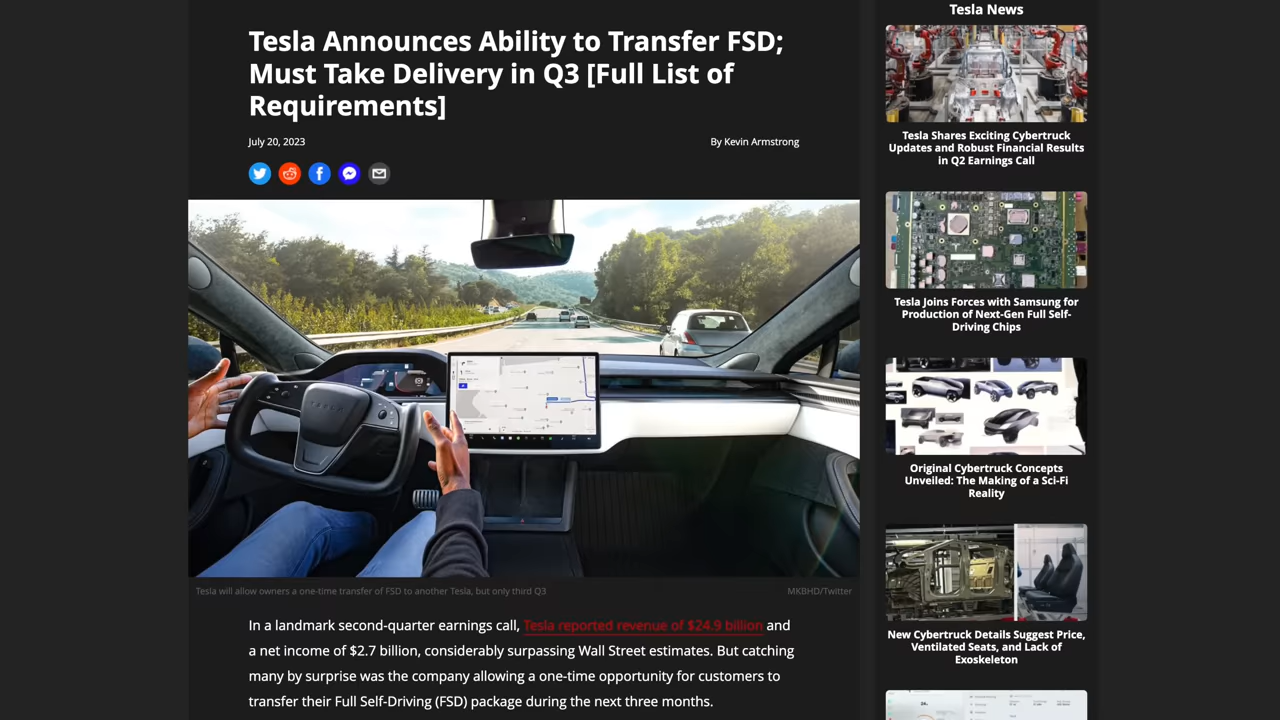 Tesla Announces Ability to Transfer FSD;
Must Take Delivery in Q3 [Full List of
Requirements]
July 20, 2023
By Kevin Armstrong
Tesla will allow owners a one-time transfer of FSD to another Tesla, but only third Q3
MKBHD/Twitter
In a landmark second-quarter earnings call, Tesla reported revenue of $24.9 billion and
a net income of $2.7 billion, considerably surpassing Wall Street estimates. But catching
many by surprise was the company allowing a one-time opportunity for customers to
transfer their Full Self-Driving (FSD) package during the next three months.
Tesla News
Tesla Shares Exciting Cybertruck
Updates and Robust Financial Results
in Q2 Earnings Call
Tesla Joins Forces with Samsung for
Production of Next-Gen Full Self-
Driving Chips
Original Cybertruck Concepts
Unveiled: The Making of a Sci-Fi
Reality
New Cybertruck Details Suggest Price,
Ventilated Seats, and Lack of
Exoskeleton